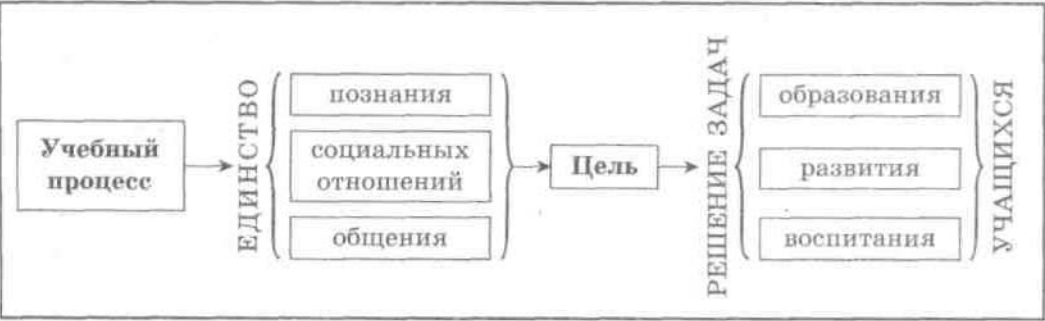 Учебный
процесс
ЕДИНСТВО
познания
социальных
отношений
общения
Цель
РЕШЕНИЕ ЗАДАЧ
образования
развития
воспитания
УЧАЩИХСЯ